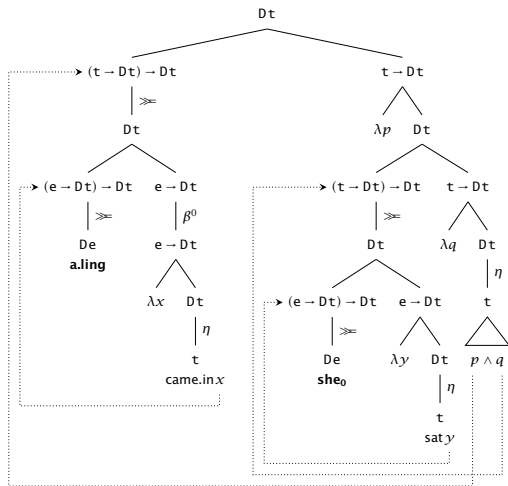 Dt
(t → Dt) → Dt t → Dt
≫= λp Dt
Dt
(e → Dt) → Dt e → Dt (t → Dt) → Dt t → Dt
≫= β⁰ ≫= λq Dt
De e → Dt Dt η
a.ling
λx Dt (e → Dt) → Dt e → Dt t
η ≫=
t De λy Dt p ∧ q
came.in x she₀ η
t
sat y